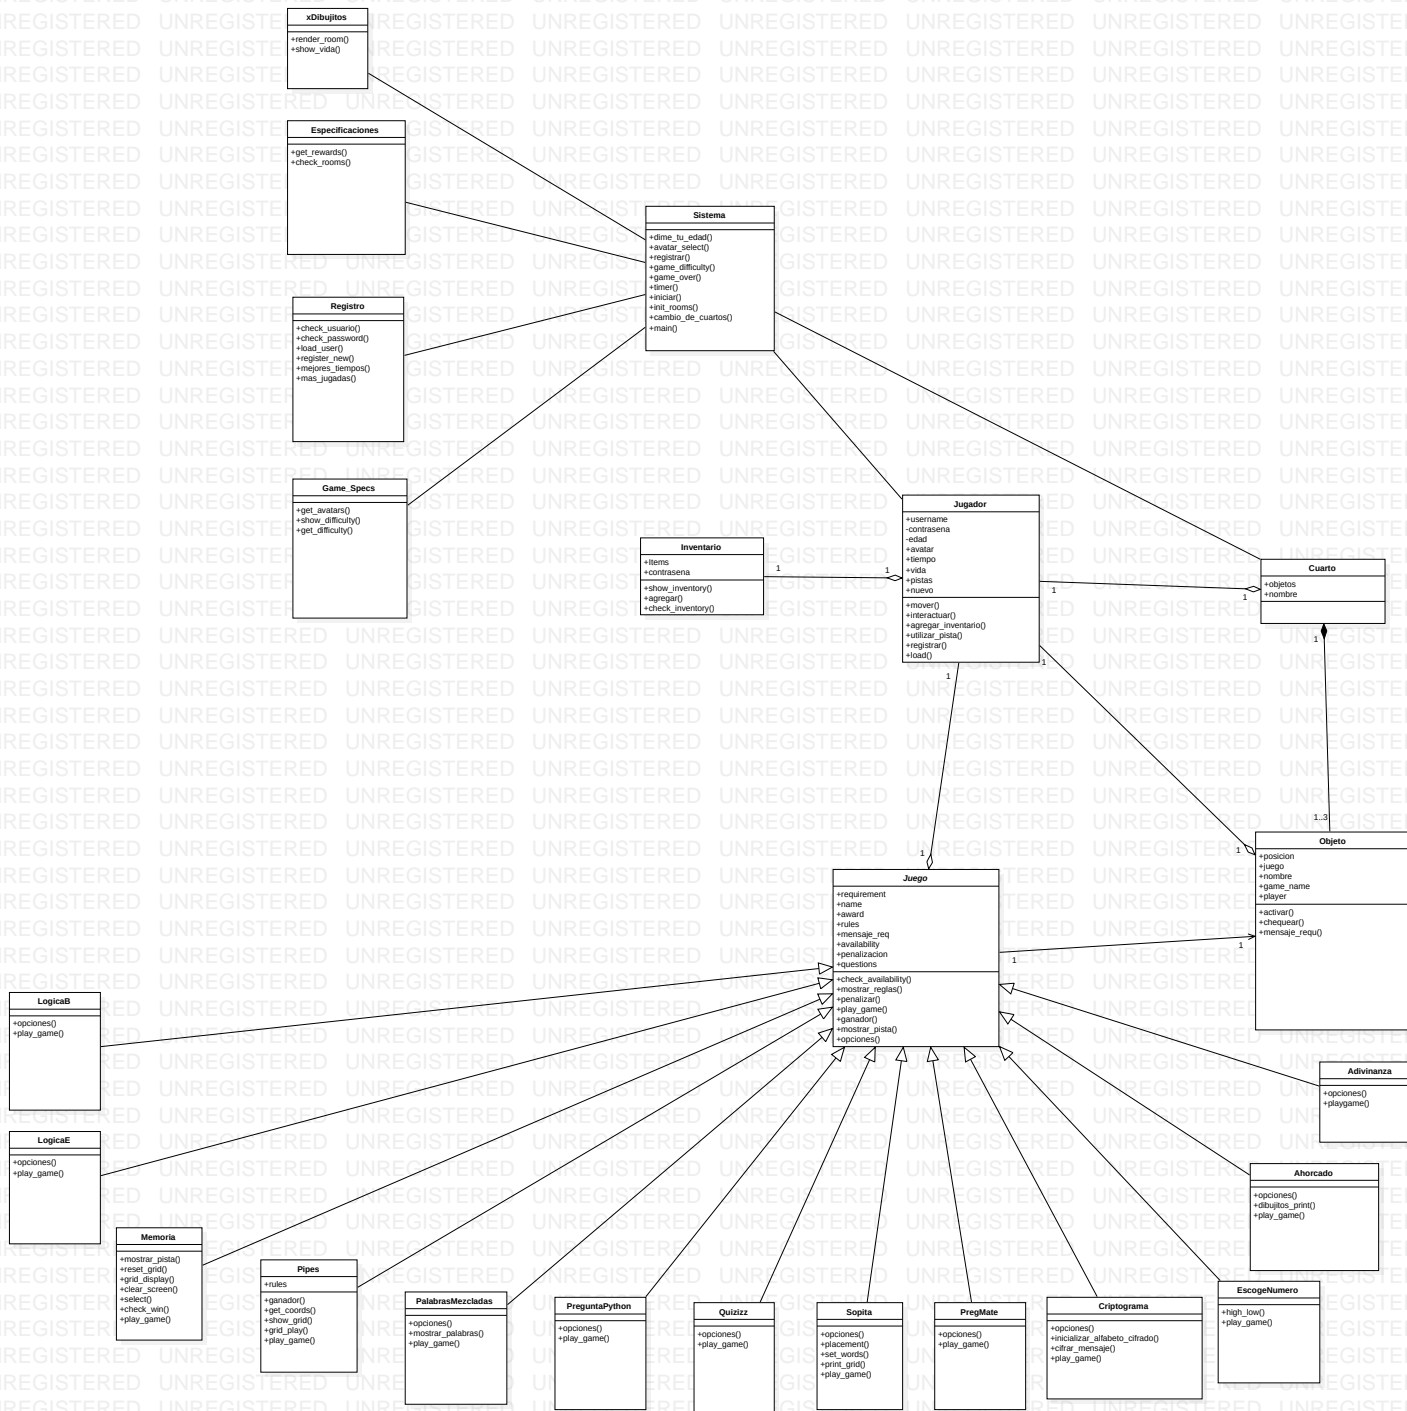 xDibujitos
+render_room()
+show_vida()
Especificaciones
+get_rewards()
+check_rooms()
Sistema
+dime_tu_edad()
+avatar_select()
+registrar()
+game_difficulty()
+game_over()
+timer()
+iniciar()
+init_rooms()
+cambio_de_cuartos()
+main()
Registro
+check_usuario()
+check_password()
+load_user()
+register_new()
+mejores_tiempos()
+mas_jugadas()
Game_Specs
+get_avatars()
+show_difficulty()
+get_difficulty()
Jugador
+username
-contrasena
-edad
+avatar
+tiempo
+vida
+pistas
+nuevo
+mover()
+interactuar()
+agregar_inventario()
+utilizar_pista()
+registrar()
+load()
Inventario
+Items
+contrasena
+show_inventory()
+agregar()
+check_inventory()
1
1
Cuarto
+objetos
+nombre
1
1
1
1..3
1
1
1
1
Objeto
+posicion
+juego
+nombre
+game_name
+player
+activar()
+chequear()
+mensaje_requ()
Juego
+requirement
+name
+award
+rules
+mensaje_req
+availability
+penalizacion
+questions
+check_availability()
+mostrar_reglas()
+penalizar()
+play_game()
+ganador()
+mostrar_pista()
+opciones()
1
1
LogicaB
+opciones()
+play_game()
LogicaE
+opciones()
+play_game()
Memoria
+mostrar_pista()
+reset_grid()
+grid_display()
+clear_screen()
+select()
+check_win()
+play_game()
Pipes
+rules
+ganador()
+get_coords()
+show_grid()
+grid_play()
+play_game()
PalabrasMezcladas
+opciones()
+mostrar_palabras()
+play_game()
PreguntaPython
+opciones()
+play_game()
Quizizz
+opciones()
+play_game()
Sopita
+opciones()
+placement()
+set_words()
+print_grid()
+play_game()
PregMate
+opciones()
+play_game()
Criptograma
+opciones()
+inicializar_alfabeto_cifrado()
+cifrar_mensaje()
+play_game()
EscogeNumero
+high_low()
+play_game()
Ahorcado
+opciones()
+dibujitos_print()
+play_game()
Adivinanza
+opciones()
+playgame()
UNREGISTERED